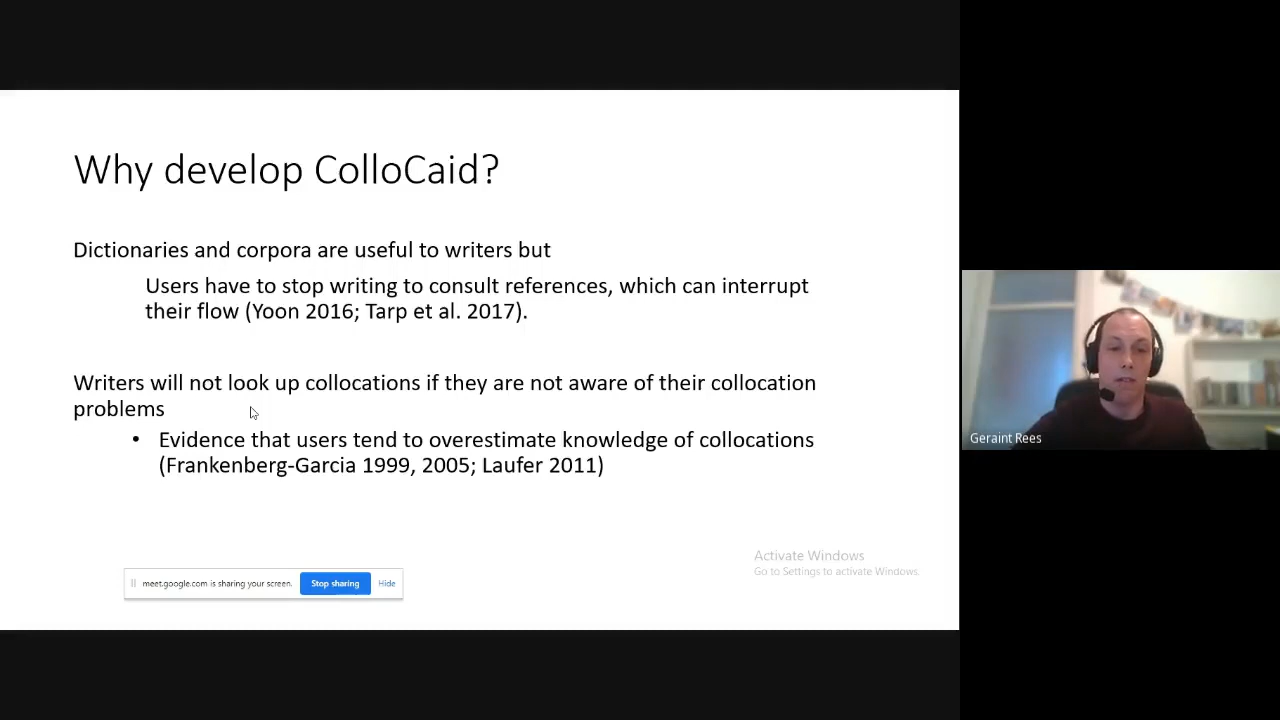 Why develop ColloCaid?
Dictionaries and corpora are useful to writers but
Users have to stop writing to consult references, which can interrupt
their flow (Yoon 2016; Tarp et al. 2017).
Writers will not look up collocations if they are not aware of their collocation
problems
• Evidence that users tend to overestimate knowledge of collocations
(Frankenberg-Garcia 1999, 2005; Laufer 2011)
Activate Windows
Go to Settings to activate Windows.
meet.google.com is sharing your screen. Stop sharing Hide
Geraint Rees